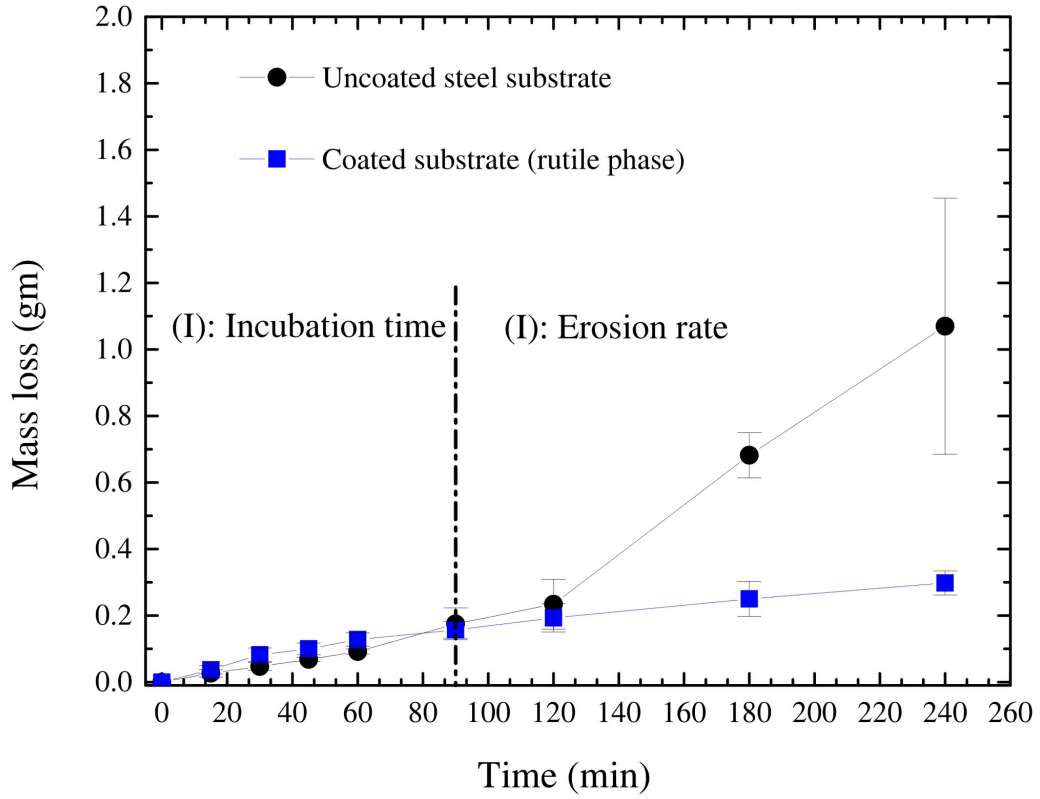 2.0
1.8
1.6
1.4
1.2
1.0
0.8
0.6
0.4
0.2
0.0
Mass loss (gm)
Uncoated steel substrate
Coated substrate (rutile phase)
(I): Incubation time
(I): Erosion rate
0 20 40 60 80 100 120 140 160 180 200 220 240 260
Time (min)